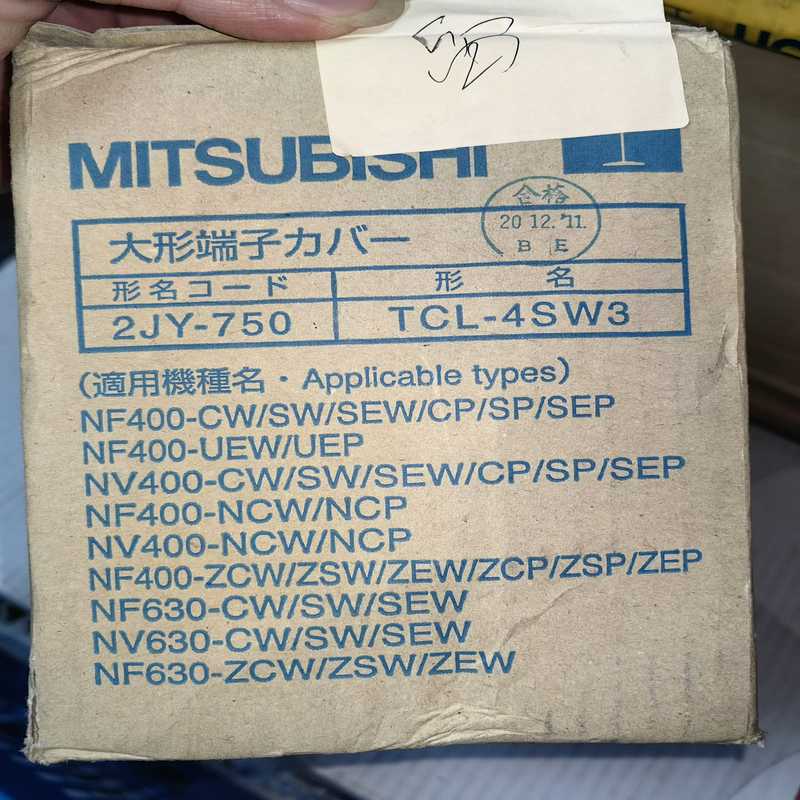 MITSUBISHI
合格
20 12.'11.
B E
大形端子カバー
形名コード 形名
2JY-750 TCL-4SW3
(適用機種名・Applicable types)
NF400-CW/SW/SEW/CP/SP/SEP
NF400-UEW/UEP
NV400-CW/SW/SEW/CP/SP/SEP
NF400-NCW/NCP
NV400-NCW/NCP
NF400-ZCW/ZSW/ZEW/ZCP/ZSP/ZEP
NF630-CW/SW/SEW
NV630-CW/SW/SEW
NF630-ZCW/ZSW/ZEW